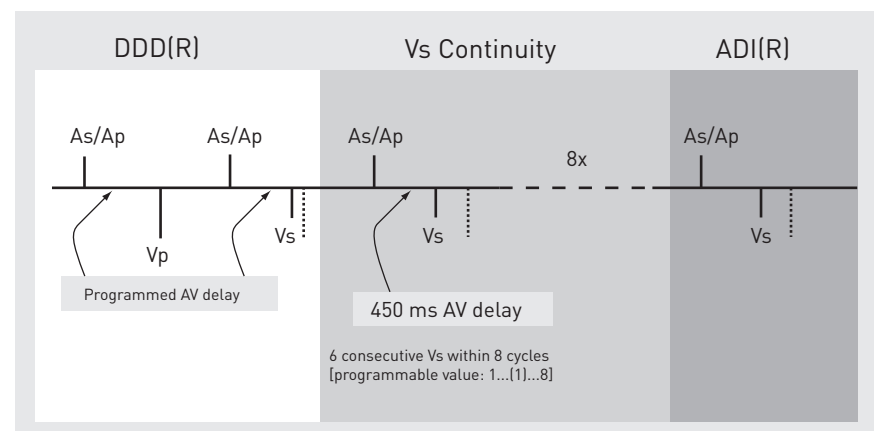 DDD(R)
Vs Continuity
ADI(R)
As/Ap
As/Ap
As/Ap
8x
As/Ap
Vp
Vs
Vs
Vs
Programmed AV delay
450 ms AV delay
6 consecutive Vs within 8 cycles
[programmable value: 1...(1)...8]